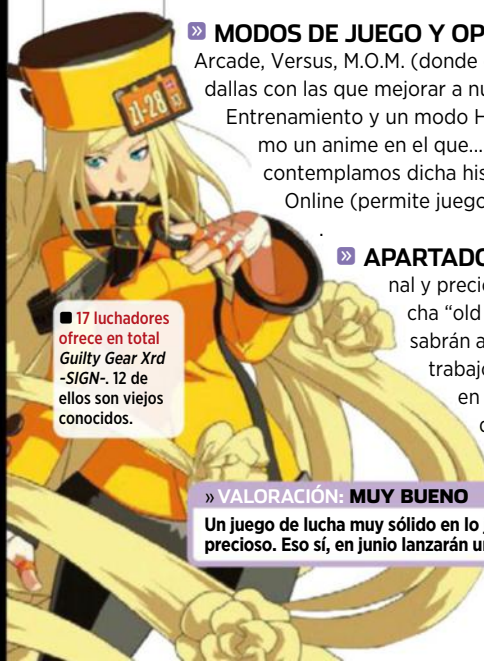 » MODOS DE JUEGO Y OP
Arcade, Versus, M.O.M. (donde
dallas con las que mejorar a nu
Entrenamiento y un modo H
mo un anime en el que...
contemplamos dicha his
Online (permite juego
.
» APARTADO
nal y precio
cha “old
sabrán a
trabajo
en
17 luchadores
ofrece en total
Guilty Gear Xrd
-SIGN-. 12 de
ellos son viejos
conocidos.
» VALORACIÓN: MUY BUENO
Un juego de lucha muy sólido en lo j
precioso. Eso sí, en junio lanzarán u
zl-28